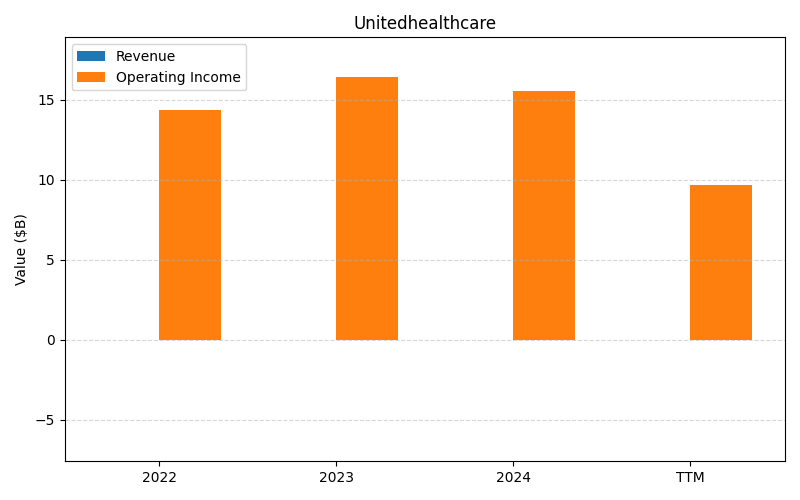 Unitedhealthcare
Revenue
Operating Income
Value ($B)
15
10
5
0
−5
2022
2023
2024
TTM